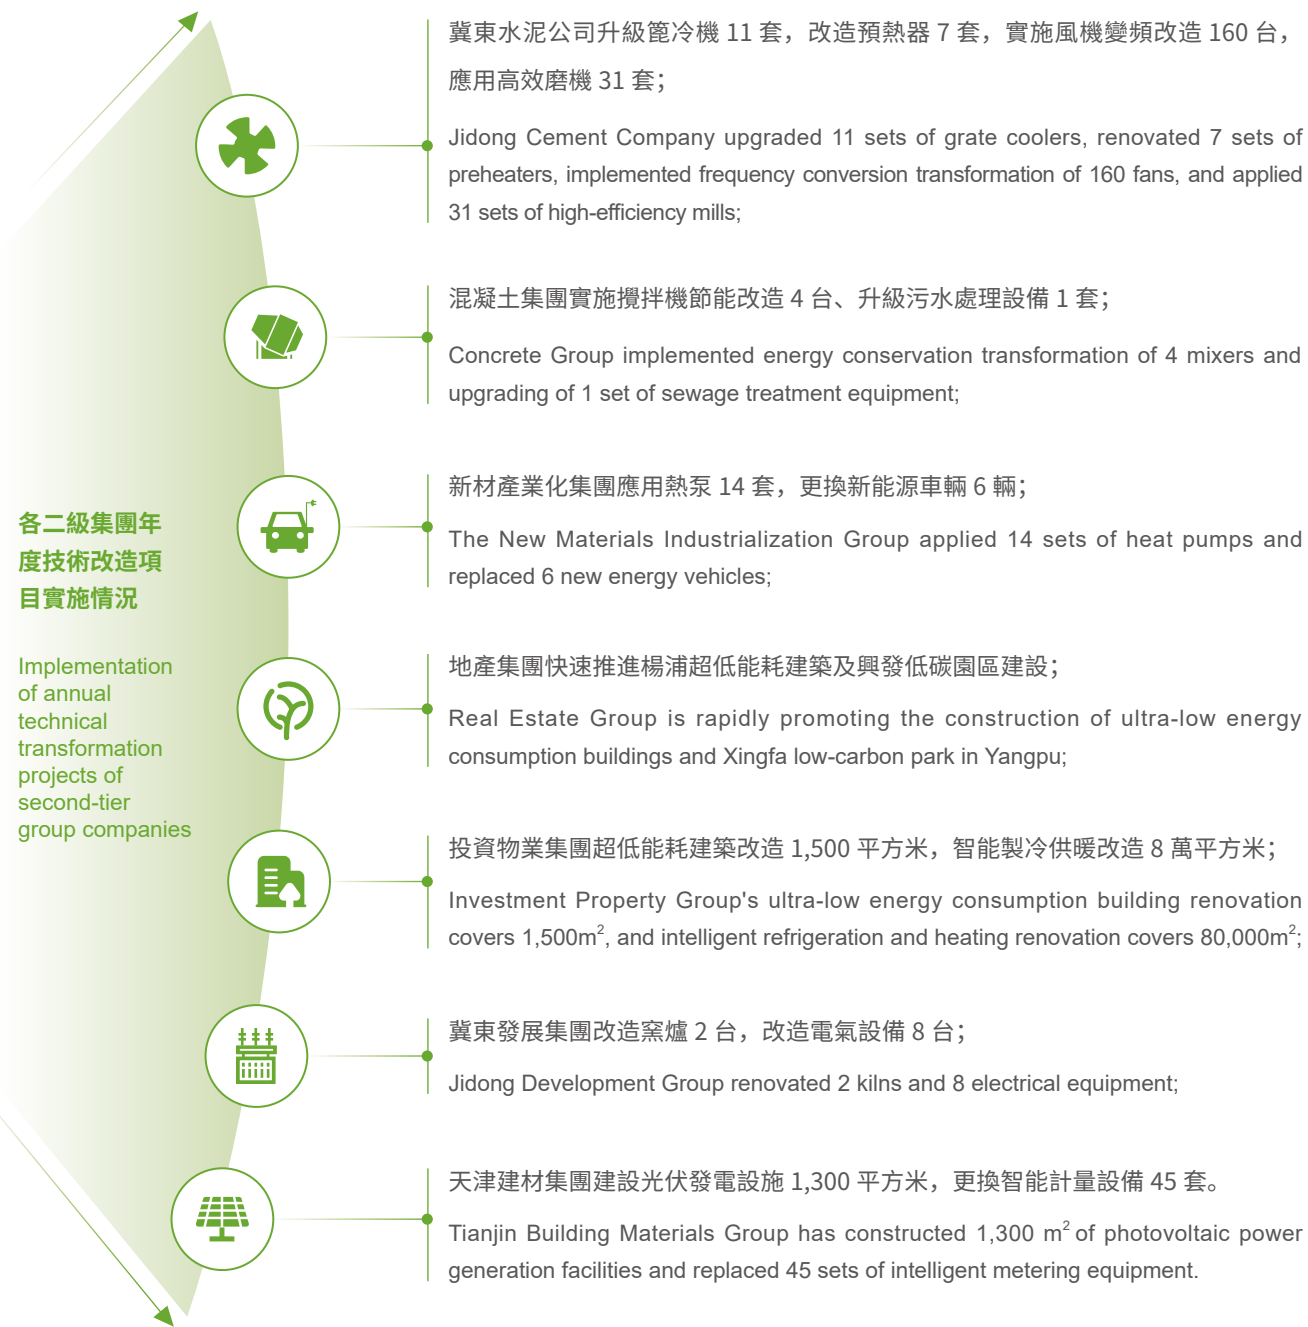 各二級集團年
度技術改造項
目實施情況
Implementation
of annual
technical
transformation
projects of
second-tier
group companies
冀東水泥公司升級篦冷機 11 套，改造預熱器 7 套，實施風機變頻改造 160 台，
應用高效磨機 31 套；
Jidong Cement Company upgraded 11 sets of grate coolers, renovated 7 sets of
preheaters, implemented frequency conversion transformation of 160 fans, and applied
31 sets of high-efficiency mills;
混凝土集團實施攪拌機節能改造 4 台、升級污水處理設備 1 套；
Concrete Group implemented energy conservation transformation of 4 mixers and
upgrading of 1 set of sewage treatment equipment;
新材產業化集團應用熱泵 14 套，更換新能源車輛 6 輛；
The New Materials Industrialization Group applied 14 sets of heat pumps and
replaced 6 new energy vehicles;
地產集團快速推進楊浦超低能耗建築及興發低碳園區建設；
Real Estate Group is rapidly promoting the construction of ultra-low energy
consumption buildings and Xingfa low-carbon park in Yangpu;
投資物業集團超低能耗建築改造 1,500 平方米，智能製冷供暖改造 8 萬平方米；
Investment Property Group's ultra-low energy consumption building renovation
covers 1,500m², and intelligent refrigeration and heating renovation covers 80,000m²;
冀東發展集團改造窯爐 2 台，改造電氣設備 8 台；
Jidong Development Group renovated 2 kilns and 8 electrical equipment;
天津建材集團建設光伏發電設施 1,300 平方米，更換智能計量設備 45 套。
Tianjin Building Materials Group has constructed 1,300 m² of photovoltaic power
generation facilities and replaced 45 sets of intelligent metering equipment.